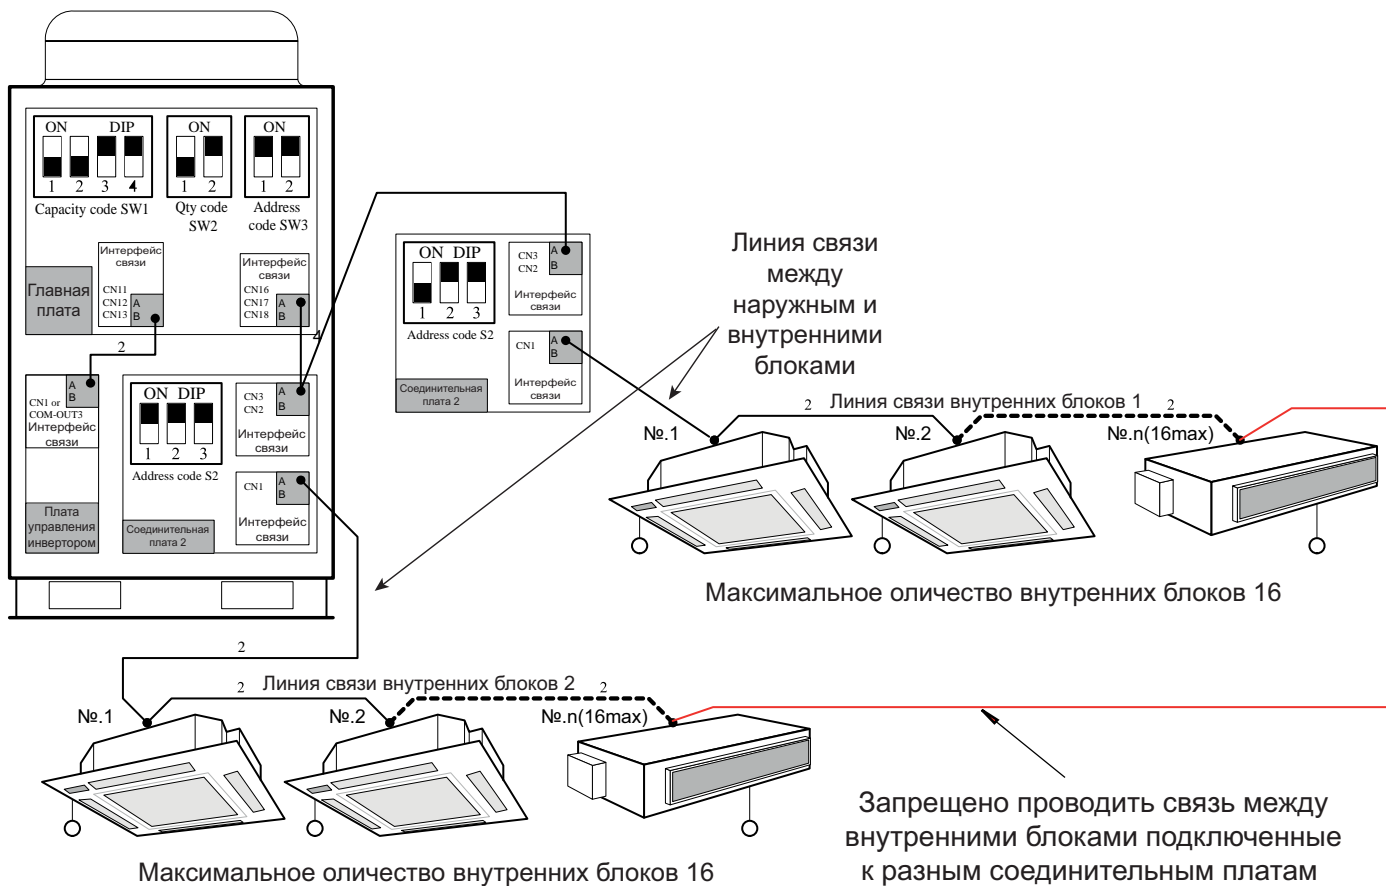 ON DIP
1 2 3 4
Capacity code SW1
ON
1 2
Qty code
SW2
ON
1 2
Address
code SW3
Интерфейс
связи
CN11
CN12
CN13
A
B
Интерфейс
связи
CN16
CN17
CN18
A
B
Главная
плата
4
2
A
B
CN1 or
COM-OUT3
Интерфейс
связи
Плата
управления
инвертором
ON DIP
1 2 3
Address code S2
CN3
CN2
A
B
Интерфейс
связи
CN1
A
B
Интерфейс
связи
Соединительная
плата 2
ON DIP
1 2 3
Address code S2
CN3
CN2
A
B
Интерфейс
связи
CN1
A
B
Интерфейс
связи
Соединительная
плата 2
Линия связи
между
наружным и
внутренними
блоками
2 Линия связи внутренних блоков 1 2
№.1
№.2
№.n(16max)
Максимальное оличество внутренних блоков 16
2
2 Линия связи внутренних блоков 2 2
№.1
№.2
№.n(16max)
Максимальное оличество внутренних блоков 16
Запрещено проводить связь между
внутренними блоками подключенные
к разным соединительным платам